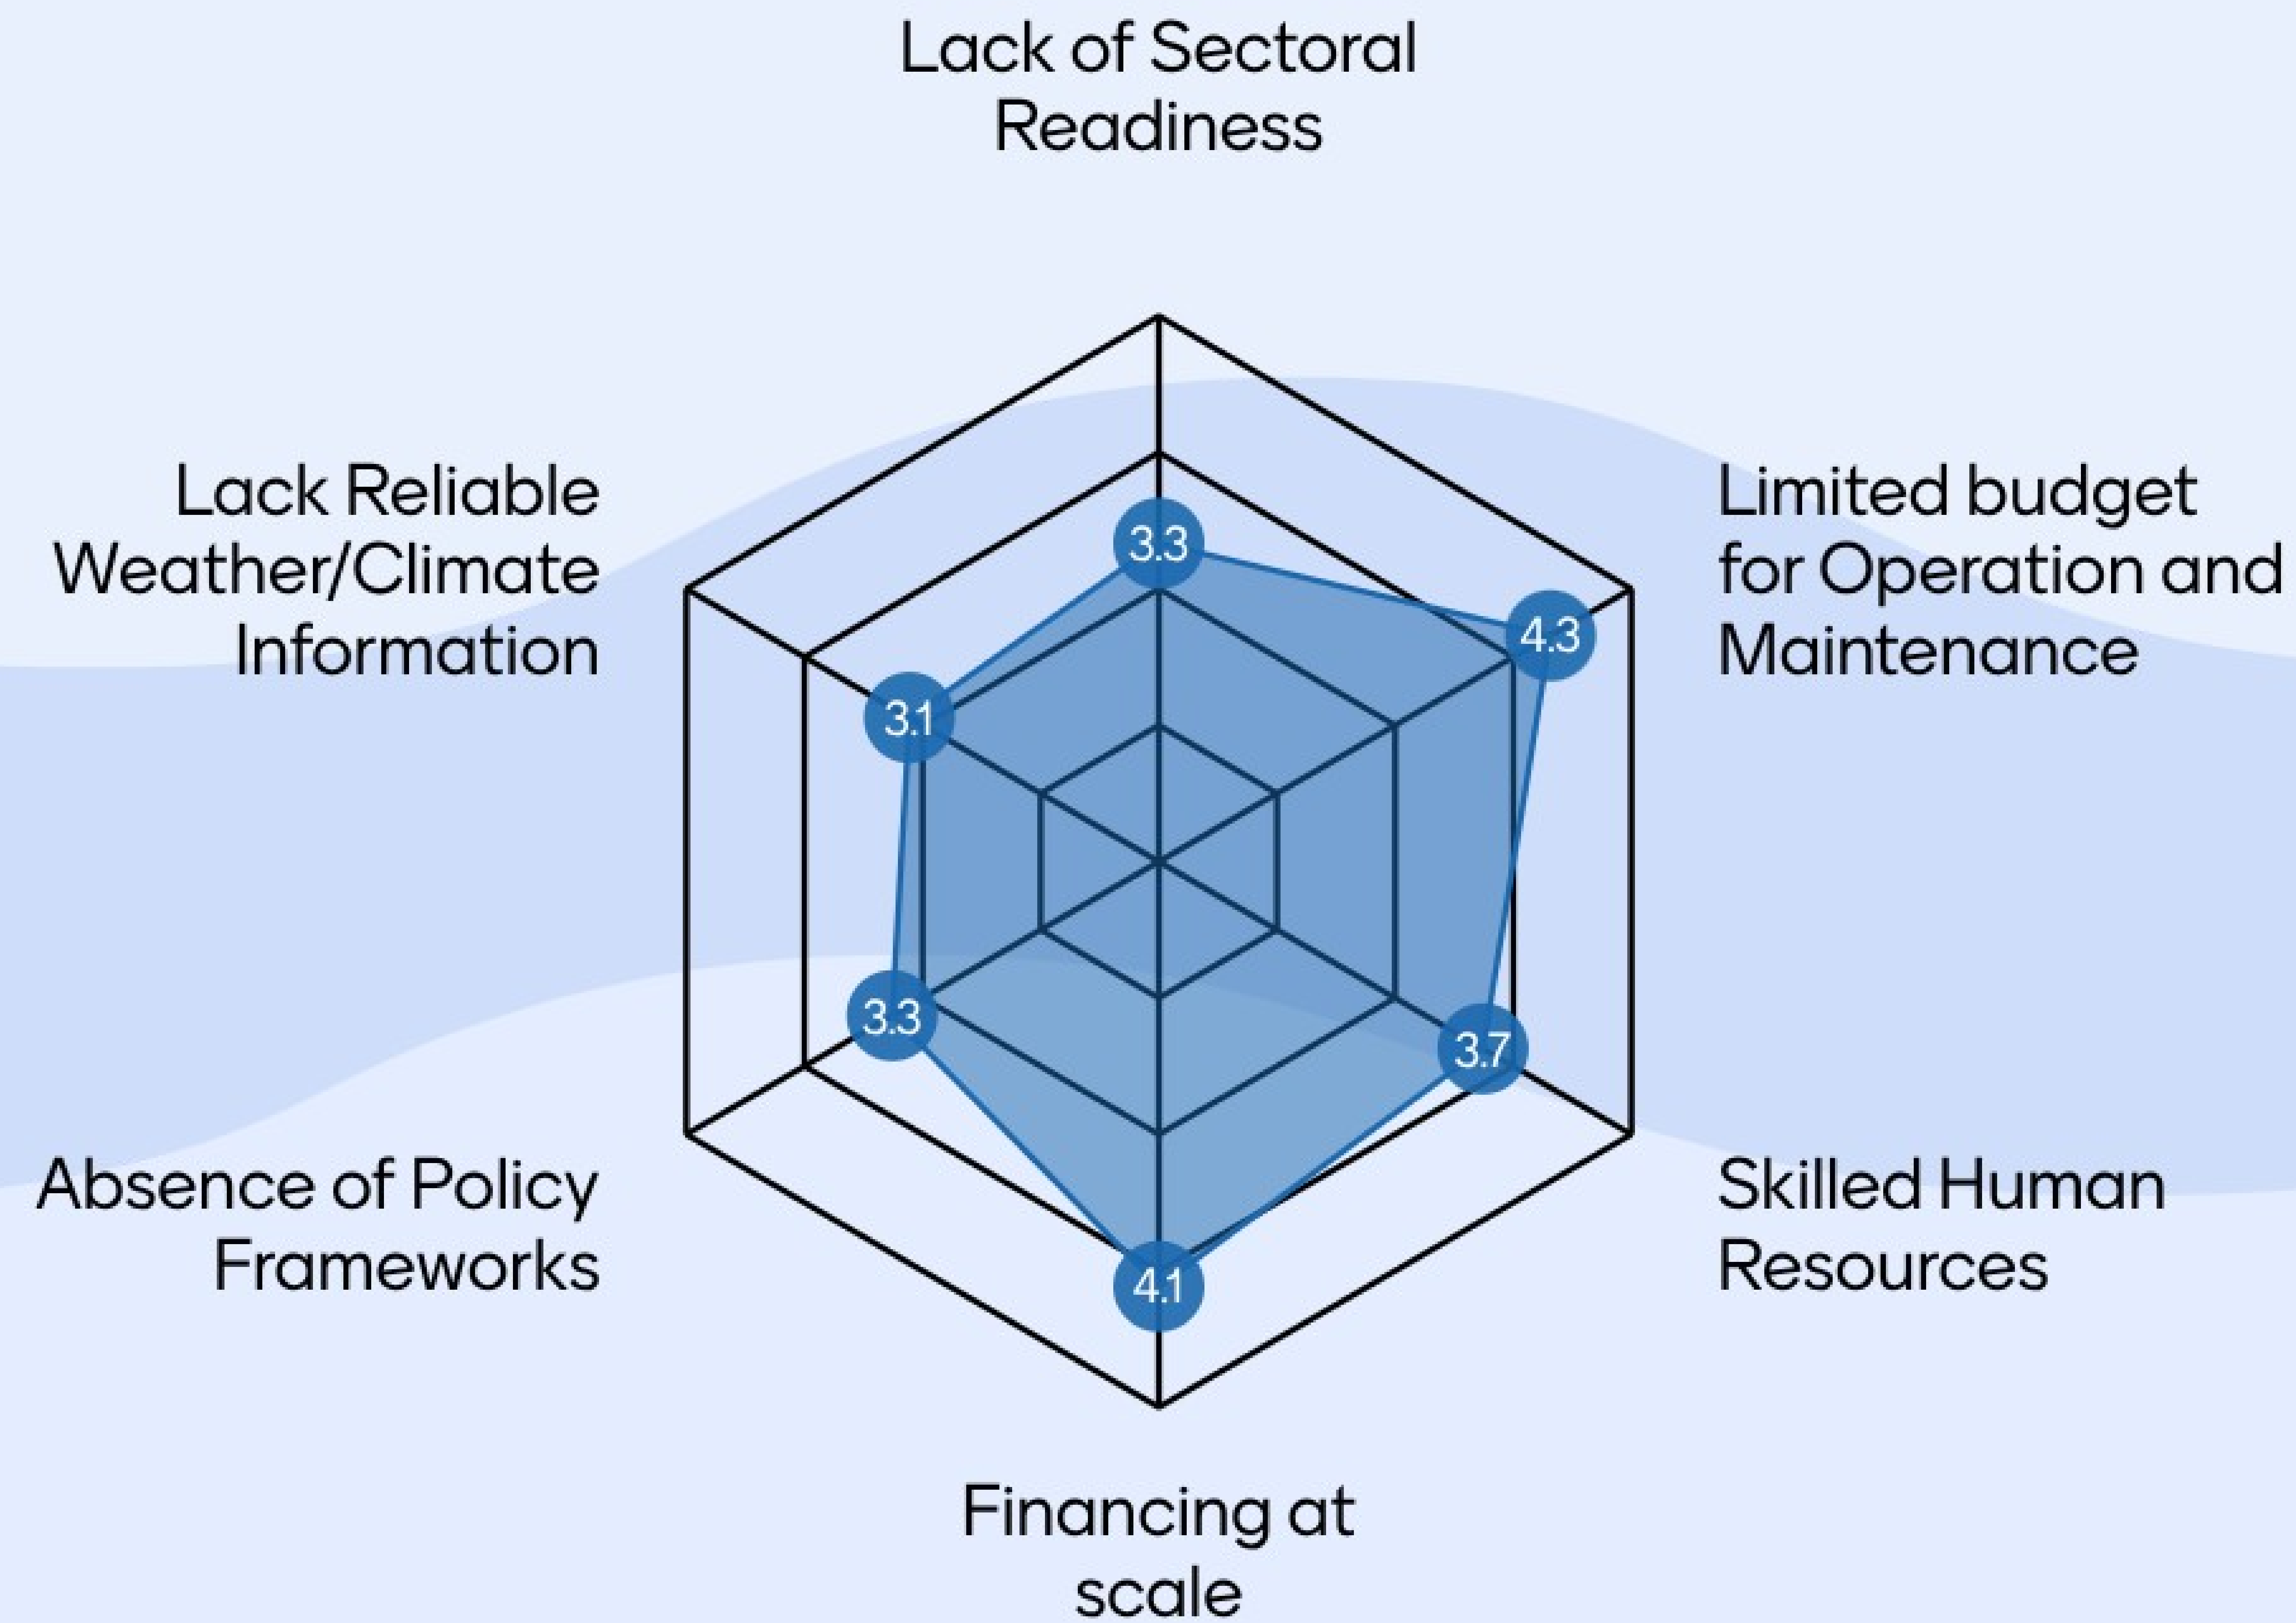 Lack of Sectoral
Readiness
Lack Reliable
Weather/Climate
Information
Limited budget
for Operation and
Maintenance
3.3
4.3
3.1
3.3
3.7
4.1
Absence of Policy
Frameworks
Skilled Human
Resources
Financing at
scale